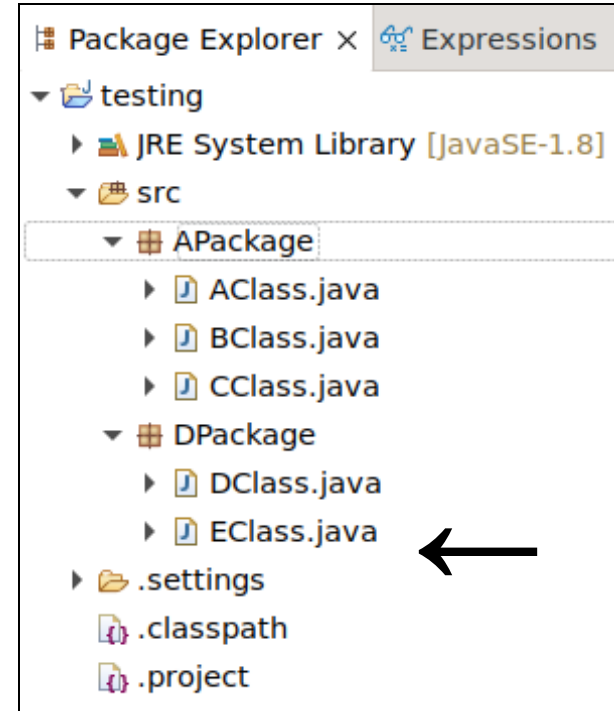 Package Explorer × Expressions
testing
JRE System Library [JavaSE-1.8]
src
APackage
AClass.java
BClass.java
CClass.java
DPackage
DClass.java
EClass.java
.settings
.classpath
.project